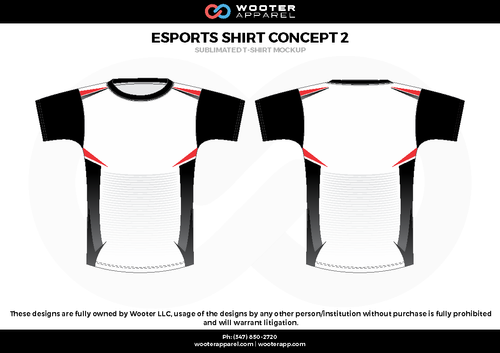 WOOTER
APPAREL
ESPORTS SHIRT CONCEPT 2
SUBLIMATED T-SHIRT MOCKUP
These designs are fully owned by Wooter LLC, usage of the designs by any other person/institution without purchase is fully prohibited
and will warrant litigation.
Ph: (347) 850-2720
wooterapparel.com | wooterapp.com